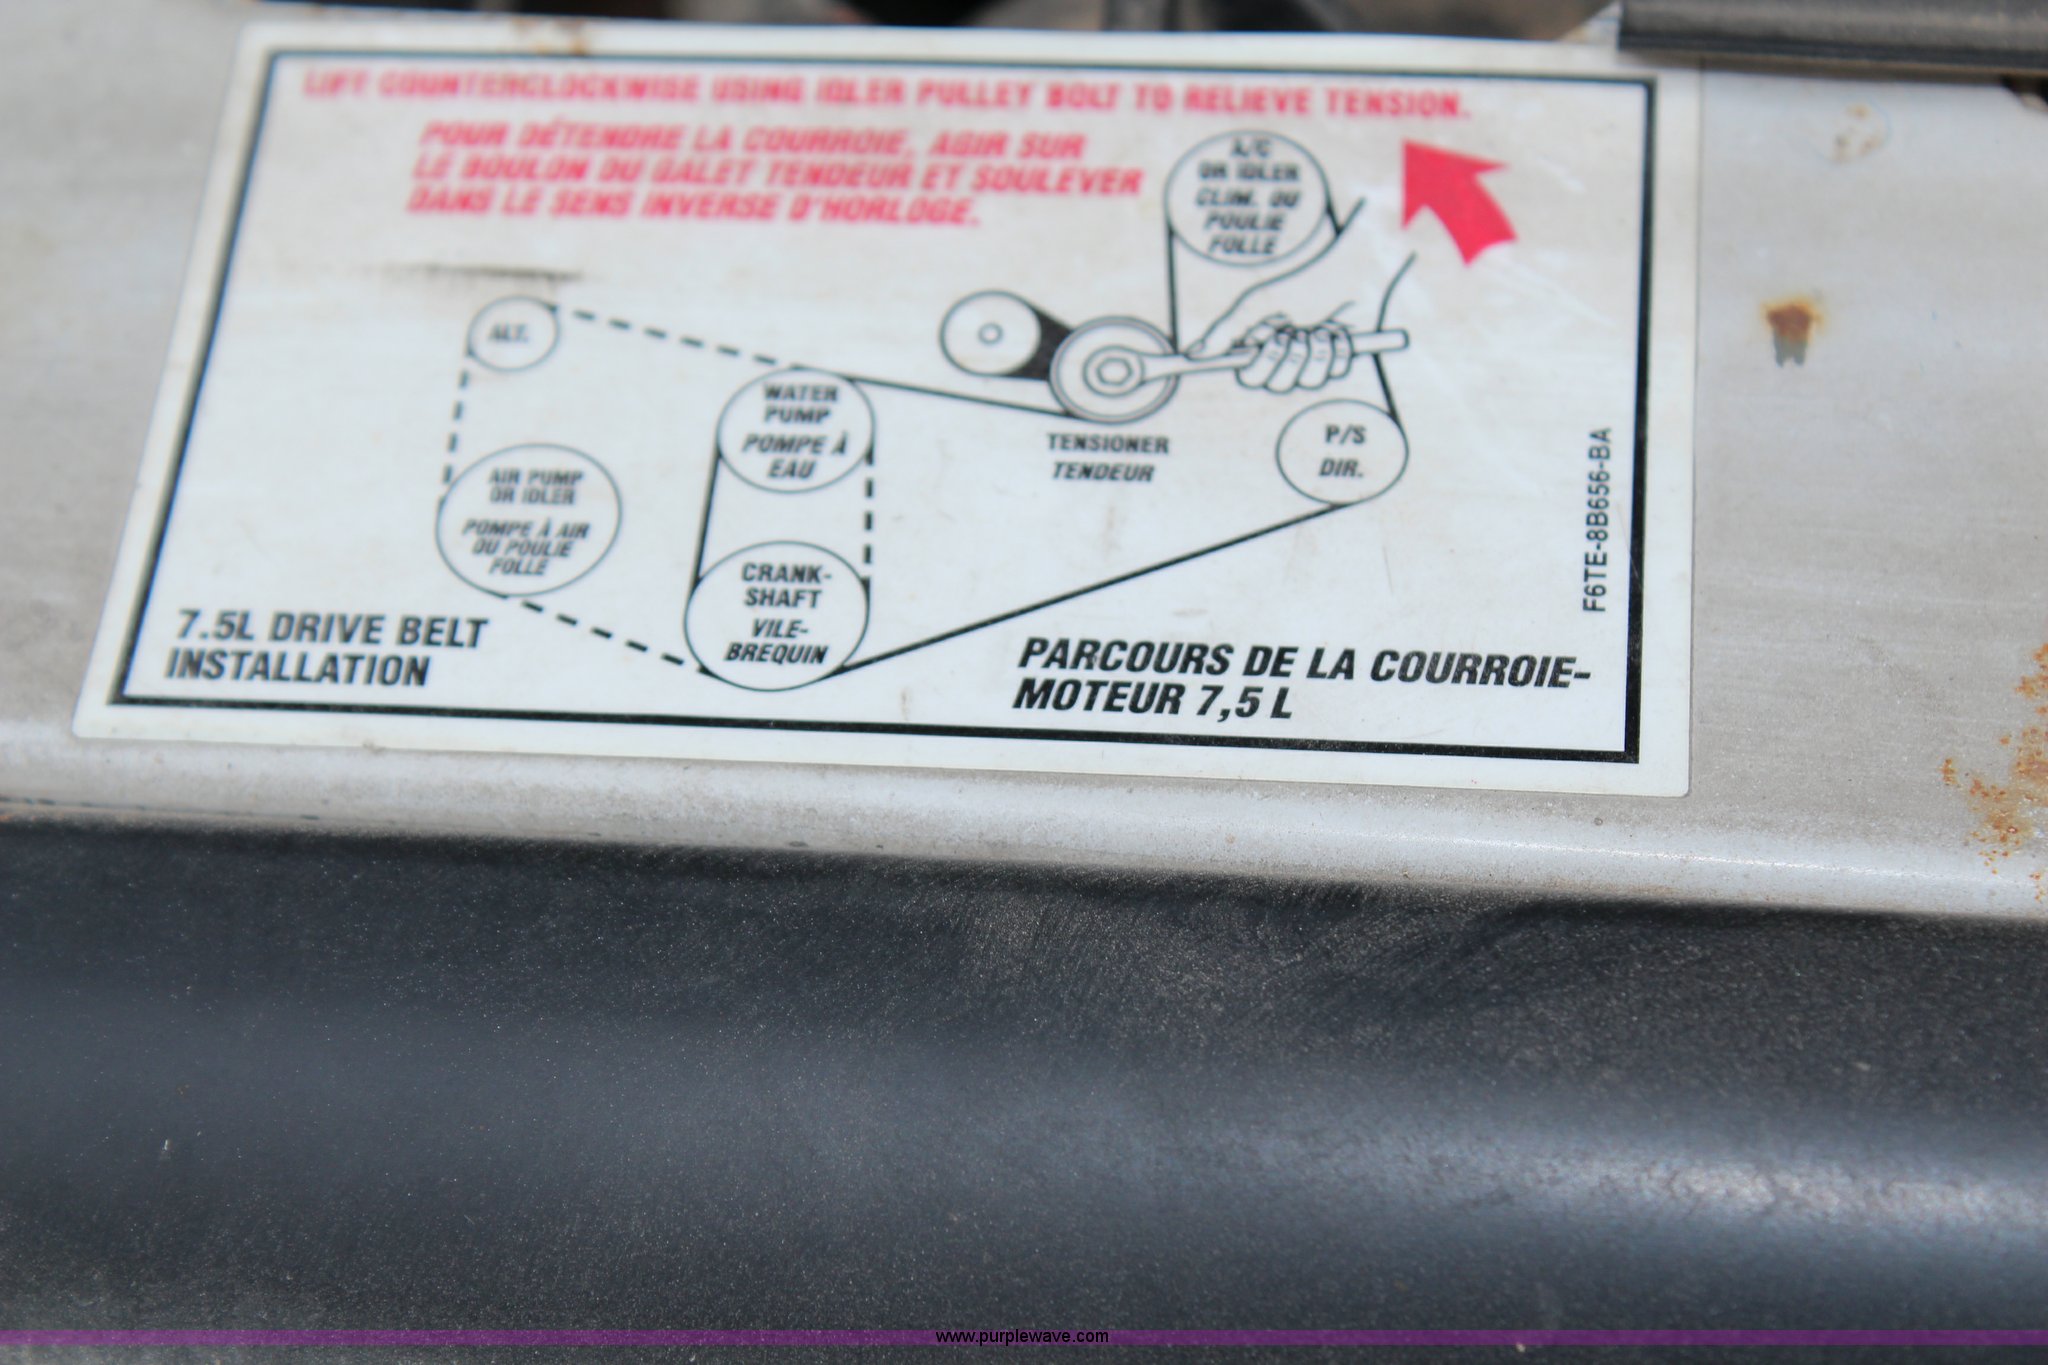 LIFT COUNTERCLOCKWISE USING IDLER PULLEY BOLT TO RELIEVE TENSION.
POUR DÉTENDRE LA COURROIE, AGIR SUR
LE BOULON DU GALET TENDEUR ET SOULEVER
DANS LE SENS INVERSE D'HORLOGE.
A/C
OR IDLER
CLIM. OU
POULIE
FOLLE
ALT.
WATER
PUMP
POMPE À
EAU
TENSIONER
TENDEUR
P/S
DIR.
AIR PUMP
OR IDLER
POMPE À AIR
OU POULIE
FOLLE
CRANK-
SHAFT
VILE-
BREQUIN
7.5L DRIVE BELT
INSTALLATION
PARCOURS DE LA COURROIE-
MOTEUR 7,5 L
F6TE-8B656-BA
www.purplewave.com